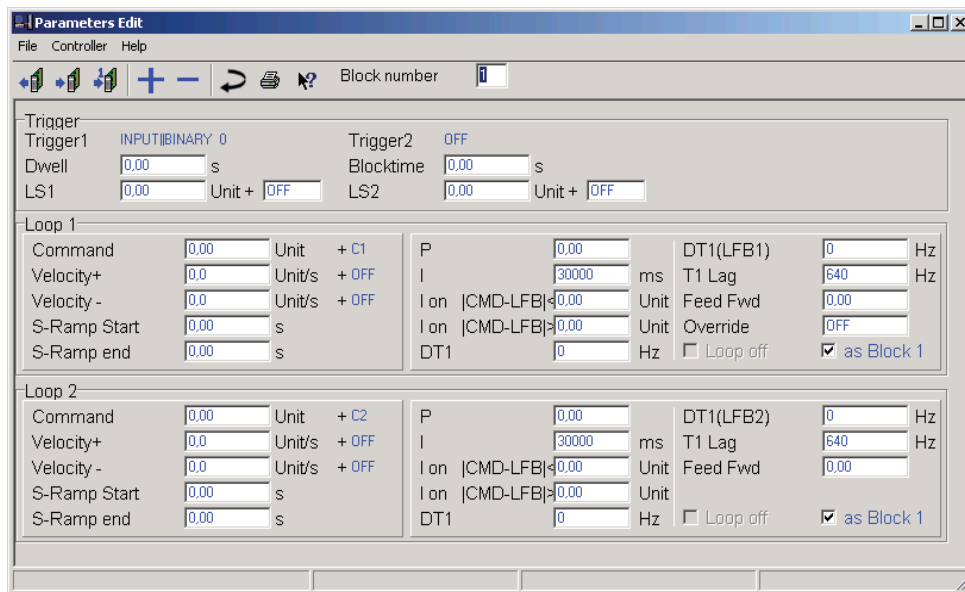 Parameters Edit
File Controller Help
Block number 1
Trigger
Trigger1 INPUT||BINARY 0 Trigger2 OFF
Dwell 0,00 s Blocktime 0,00 s
LS1 0,00 Unit + OFF LS2 0,00 Unit + OFF
Loop 1
Command 0,00 Unit + C1 P 0,00 DT1(LFB1) 0 Hz
Velocity+ 0,0 Unit/s + OFF I 30000 ms T1 Lag 640 Hz
Velocity - 0,0 Unit/s + OFF I on |CMD-LFB|< 0,00 Unit Feed Fwd 0,00
S-Ramp Start 0,00 s I on |CMD-LFB|> 0,00 Unit Override OFF
S-Ramp end 0,00 s DT1 0 Hz Loop off as Block 1
Loop 2
Command 0,00 Unit + C2 P 0,00 DT1(LFB2) 0 Hz
Velocity+ 0,0 Unit/s + OFF I 30000 ms T1 Lag 640 Hz
Velocity - 0,0 Unit/s + OFF I on |CMD-LFB|< 0,00 Unit Feed Fwd 0,00
S-Ramp Start 0,00 s I on |CMD-LFB|> 0,00 Unit
S-Ramp end 0,00 s DT1 0 Hz Loop off as Block 1